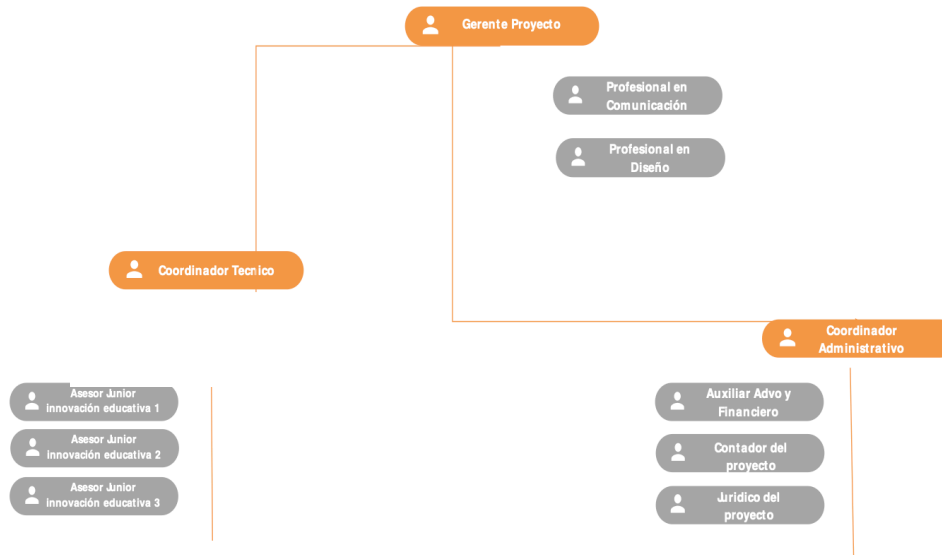 Gerente Proyecto
Profesional en
Comunicación
Profesional en
Diseño
Coordinador Tecnico
Coordinador
Administrativo
Asesor Junior
innovación educativa 1
Asesor Junior
innovación educativa 2
Asesor Junior
innovación educativa 3
Auxiliar Advo y
Financiero
Contador del
proyecto
Juridico del
proyecto